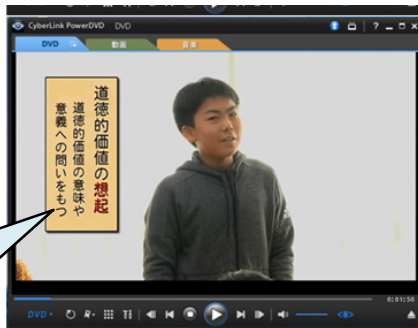 CyberLink PowerDVD DVD
DVD 動画 音楽
道徳的価値の想起
道徳的価値の意味や
意義への問いをもつ
0:01:50
DVD